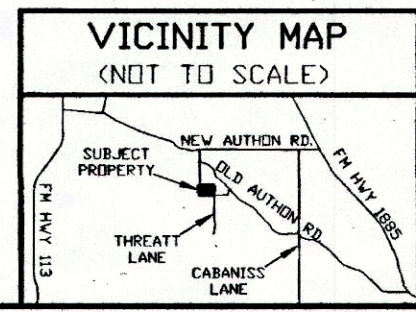 VICINITY MAP
(NOT TO SCALE)
NEW AUTHON RD.
SUBJECT
PROPERTY
OLD AUTHON RD
FM HWY 1885
FM HWY 113
THREATT
LANE
CABANISS
LANE